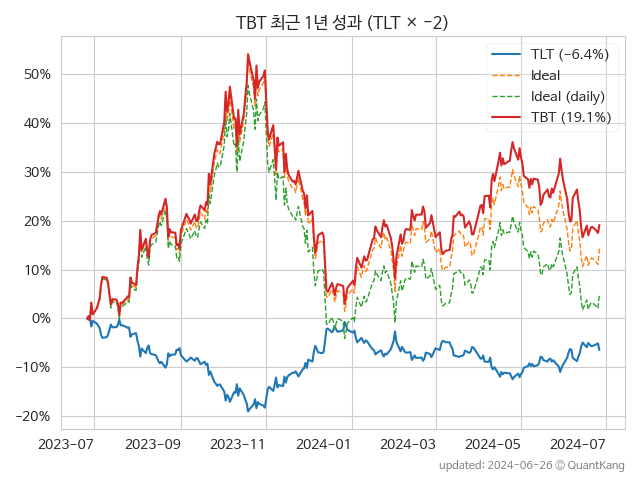 TBT 최근 1년 성과 (TLT × −2)
TLT (−6.4%)
Ideal
Ideal (daily)
TBT (19.1%)
50%
40%
30%
20%
10%
0%
−10%
−20%
2023-07 2023-09 2023-11 2024-01 2024-03 2024-05 2024-07
updated: 2024-06-26 © QuantKang